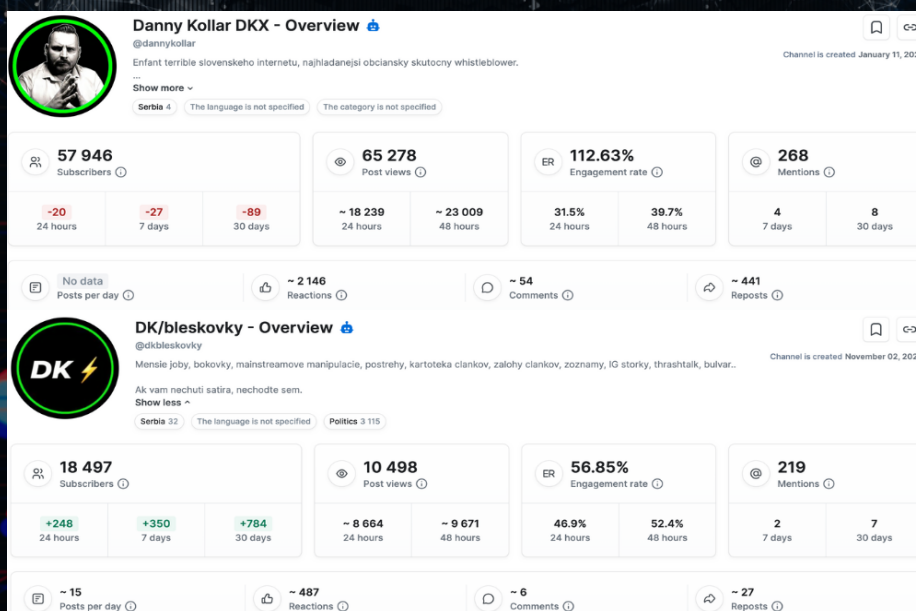 Danny Kollar DKX - Overview
@dannykollar
Channel is created January 11, 202
Enfant terrible slovenskeho internetu, najhladanejsi obciansky skutocny whistleblower.
...
Show more
Serbia 4 The language is not specified The category is not specified
57 946
Subscribers
-20 -27 -89
24 hours 7 days 30 days
65 278
Post views
~ 18 239 ~ 23 009
24 hours 48 hours
ER 112.63%
Engagement rate
31.5% 39.7%
24 hours 48 hours
@ 268
Mentions
4 8
7 days 30 days
No data
Posts per day
~ 2 146
Reactions
~ 54
Comments
~ 441
Reposts
DK
DK/bleskovky - Overview
@dkbleskovky
Channel is created November 02, 202
Mensie joby, bokovky, mainstreamove manipulacie, postrehy, kartoteka clankov, zalohy clankov, zoznamy, IG storky, thrashtalk, bulvar..
Ak vam nechuti satira, nechodte sem.
Show less
Serbia 32 The language is not specified Politics 3 115
18 497
Subscribers
+248 +350 +784
24 hours 7 days 30 days
10 498
Post views
~ 8 664 ~ 9 671
24 hours 48 hours
ER 56.85%
Engagement rate
46.9% 52.4%
24 hours 48 hours
@ 219
Mentions
2 7
7 days 30 days
~ 15
Posts per day
~ 487
Reactions
~ 6
Comments
~ 27
Reposts